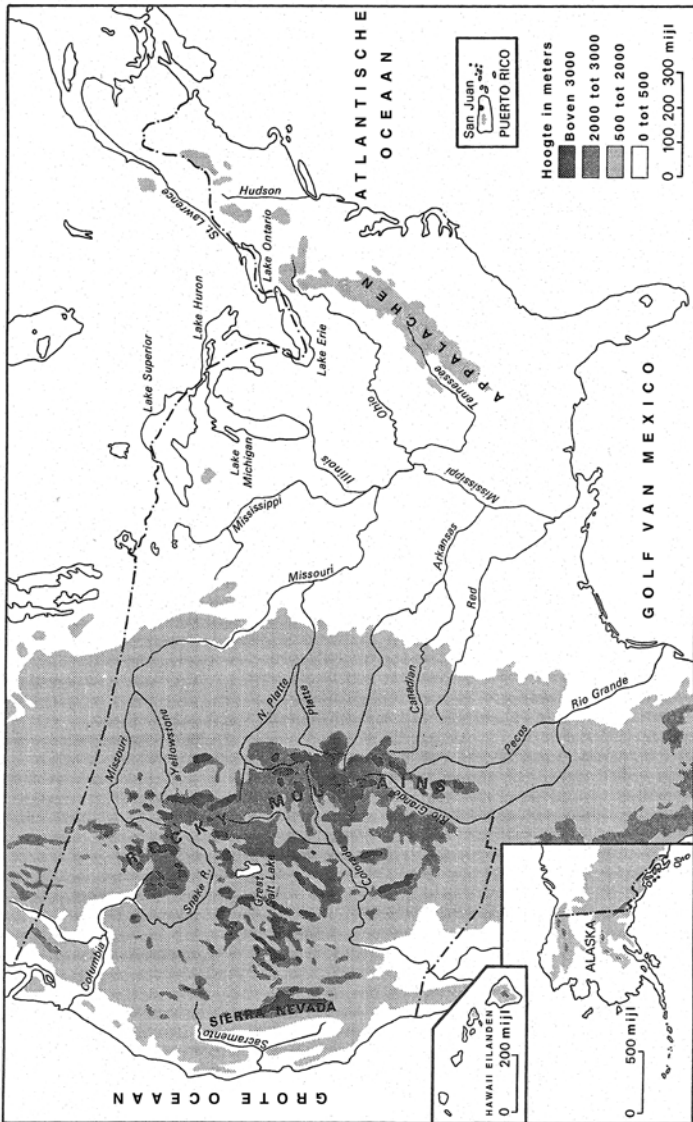 GROTE OCEAAN
ATLANTISCHE
OCEAAN
GOLF VAN MEXICO
Columbia
Snake R.
Missouri
Yellowstone
ROCKY MOUNTAINS
Great
Salt Lake
SIERRA NEVADA
Sacramento
Colorado
N. Platte
Platte
Missouri
Mississippi
Illinois
Lake Superior
Lake Michigan
Lake Huron
Lake Erie
Lake Ontario
St. Lawrence
Hudson
Ohio
APPALACHEN
Tennessee
Mississippi
Arkansas
Canadian
Red
Rio Grande
Pecos
Rio Grande
San Juan
PUERTO RICO
Hoogte in meters
Boven 3000
2000 tot 3000
500 tot 2000
0 tot 500
0 100 200 300 mijl
HAWAII EILANDEN
0 200 mijl
ALASKA
0 500 mijl